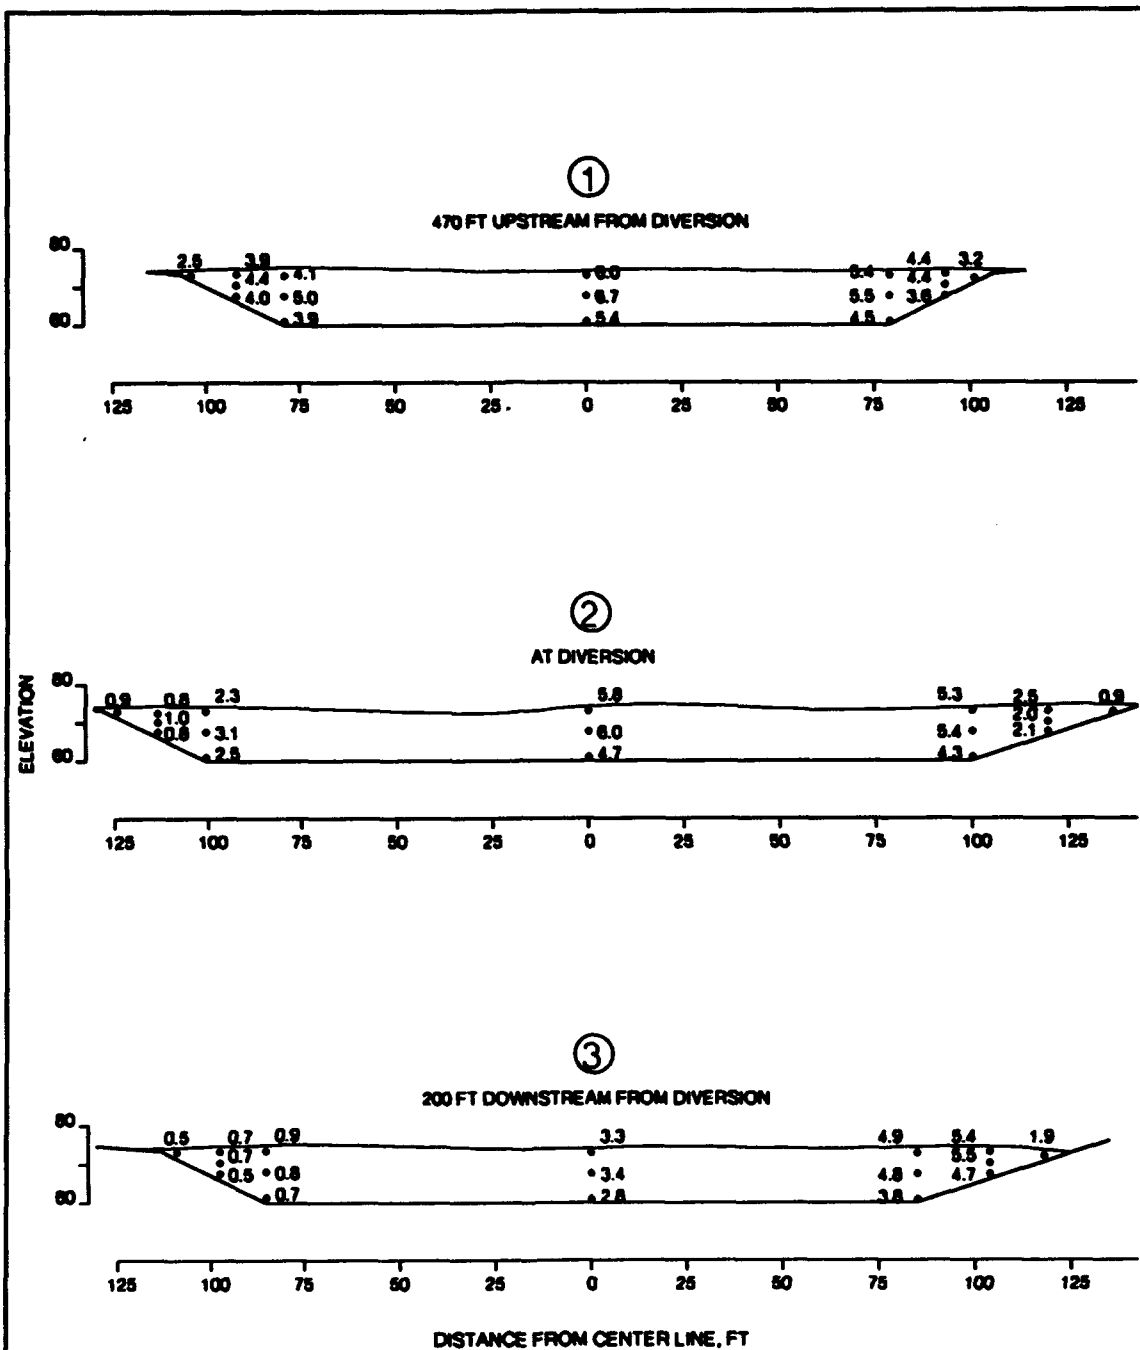 1
470 FT UPSTREAM FROM DIVERSION
80
2.5 3.9 4.4 3.2
4.4 4.1 6.0 5.4 4.4
4.0 5.0 6.7 5.5 3.6
60 3.9 5.4 4.5
125 100 75 50 25. 0 25 50 75 100 125
2
AT DIVERSION
80
0.9 0.8 2.3 5.8 5.3 2.5 0.9
1.0 2.0
0.8 3.1 6.0 5.4 2.1
60 2.5 4.7 4.3
ELEVATION
125 100 75 50 25 0 25 50 75 100 125
3
200 FT DOWNSTREAM FROM DIVERSION
80
0.5 0.7 0.9 3.3 4.9 5.4 1.9
0.7 5.5
0.5 0.8 3.4 4.8 4.7
60 0.7 2.8 3.8
125 100 75 50 25 0 25 50 75 100 125
DISTANCE FROM CENTER LINE, FT